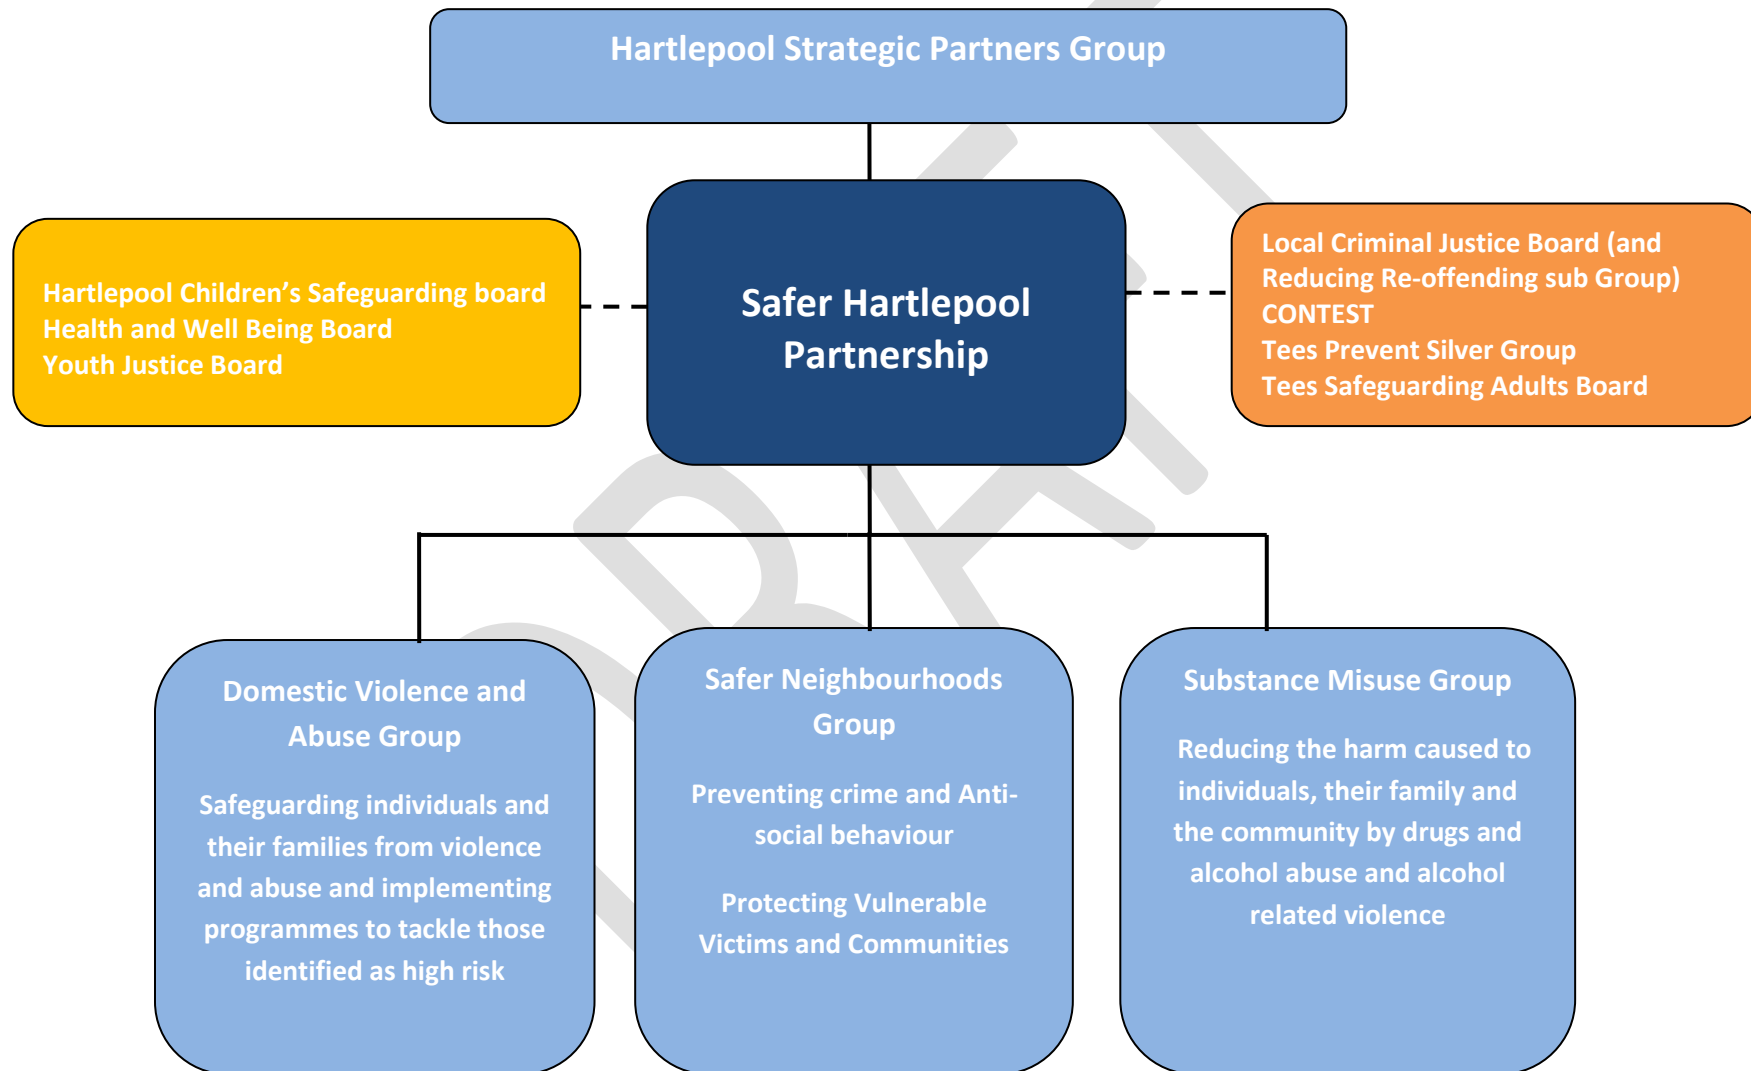 Hartlepool Strategic Partners Group
Hartlepool Children’s Safeguarding board
Health and Well Being Board
Youth Justice Board
Safer Hartlepool
Partnership
Local Criminal Justice Board (and
Reducing Re-offending sub Group)
CONTEST
Tees Prevent Silver Group
Tees Safeguarding Adults Board
Domestic Violence and
Abuse Group
Safeguarding individuals and
their families from violence
and abuse and implementing
programmes to tackle those
identified as high risk
Safer Neighbourhoods
Group
Preventing crime and Anti-
social behaviour
Protecting Vulnerable
Victims and Communities
Substance Misuse Group
Reducing the harm caused to
individuals, their family and
the community by drugs and
alcohol abuse and alcohol
related violence
DRAFT